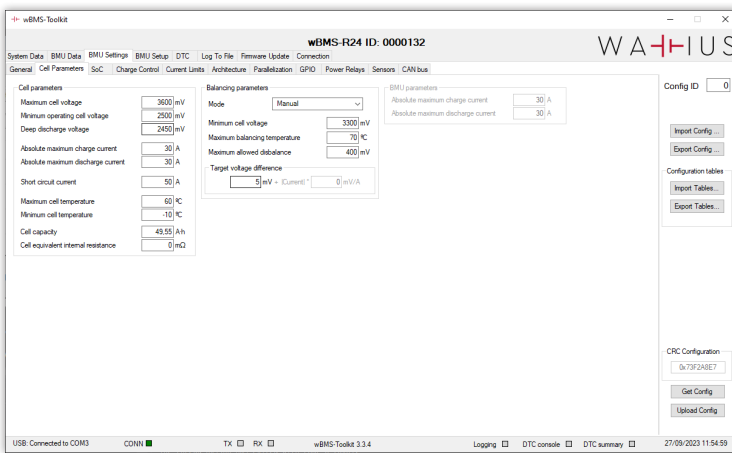 wBMS-Toolkit
wBMS-R24 ID: 0000132
WATTIUS
System Data BMU Data BMU Settings BMU Setup DTC Log To File Firmware Update Connection
General Cell Parameters SoC Charge Control Current Limits Architecture Parallelization GPIO Power Relays Sensors CAN bus
Cell parameters
Maximum cell voltage 3600 mV
Minimum operating cell voltage 2500 mV
Deep discharge voltage 2450 mV
Absolute maximum charge current 30 A
Absolute maximum discharge current 30 A
Short circuit current 50 A
Maximum cell temperature 60 ºC
Minimum cell temperature -10 ºC
Cell capacity 49,55 A·h
Cell equivalent internal resistance 0 mΩ
Balancing parameters
Mode Manual
Minimum cell voltage 3300 mV
Maximum balancing temperature 70 ºC
Maximum allowed disbalance 400 mV
Target voltage difference
5 mV + |Current| * 0 mV/A
BMU parameters
Absolute maximum charge current 30 A
Absolute maximum discharge current 30 A
Config ID 0
Import Config ...
Export Config ...
Configuration tables
Import Tables...
Export Tables...
CRC Configuration
0x73F2A8E7
Get Config
Upload Config
USB: Connected to COM3 CONN TX RX wBMS-Toolkit 3.3.4 Logging DTC console DTC summary 27/09/2023 11:54:59